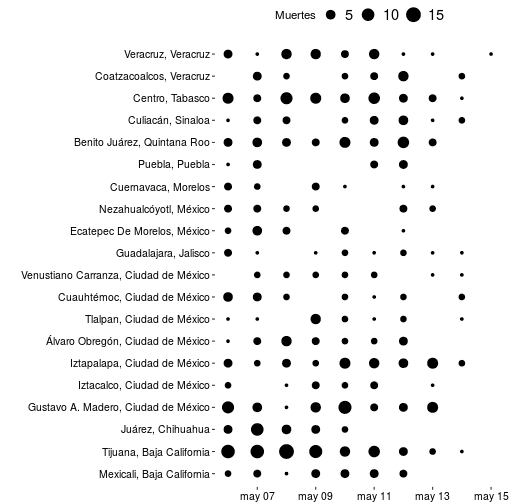 Muertes 5 10 15
Veracruz, Veracruz
Coatzacoalcos, Veracruz
Centro, Tabasco
Culiacán, Sinaloa
Benito Juárez, Quintana Roo
Puebla, Puebla
Cuernavaca, Morelos
Nezahualcóyotl, México
Ecatepec De Morelos, México
Guadalajara, Jalisco
Venustiano Carranza, Ciudad de México
Cuauhtémoc, Ciudad de México
Tlalpan, Ciudad de México
Álvaro Obregón, Ciudad de México
Iztapalapa, Ciudad de México
Iztacalco, Ciudad de México
Gustavo A. Madero, Ciudad de México
Juárez, Chihuahua
Tijuana, Baja California
Mexicali, Baja California
may 07 may 09 may 11 may 13 may 15